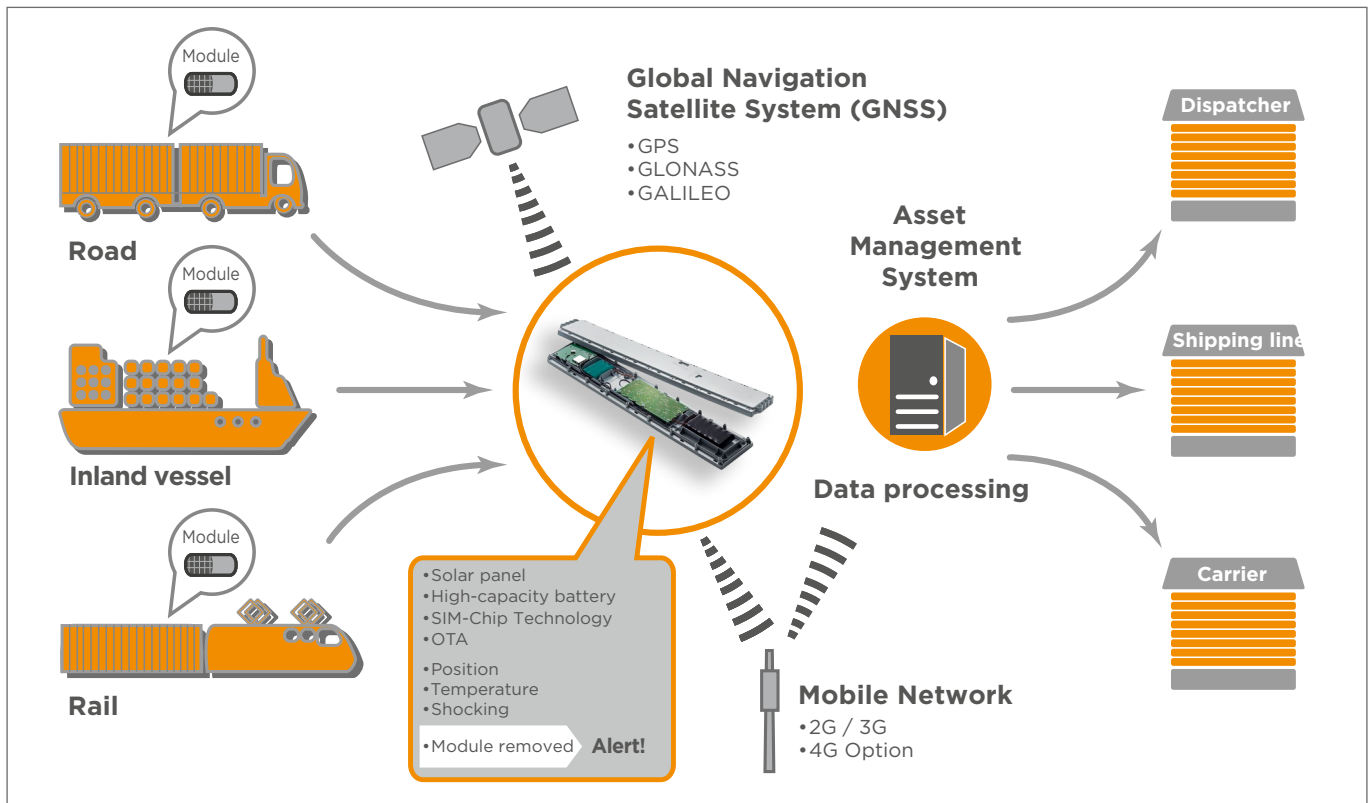 Module
Road
Module
Inland vessel
Module
Rail
Global Navigation
Satellite System (GNSS)
•GPS
•GLONASS
•GALILEO
•Solar panel
•High-capacity battery
•SIM-Chip Technology
•OTA
•Position
•Temperature
•Shocking
•Module removed Alert!
Mobile Network
•2G / 3G
•4G Option
Asset
Management
System
Data processing
Dispatcher
Shipping line
Carrier